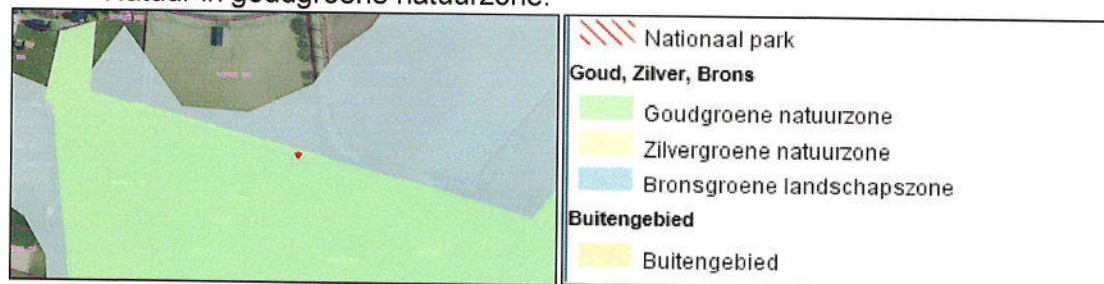 Natuur in goudgroene natuurzone.
Nationaal park
Goud, Zilver, Brons
Goudgroene natuurzone
Zilvergroene natuurzone
Bronsgroene landschapszone
Buitengebied
Buitengebied